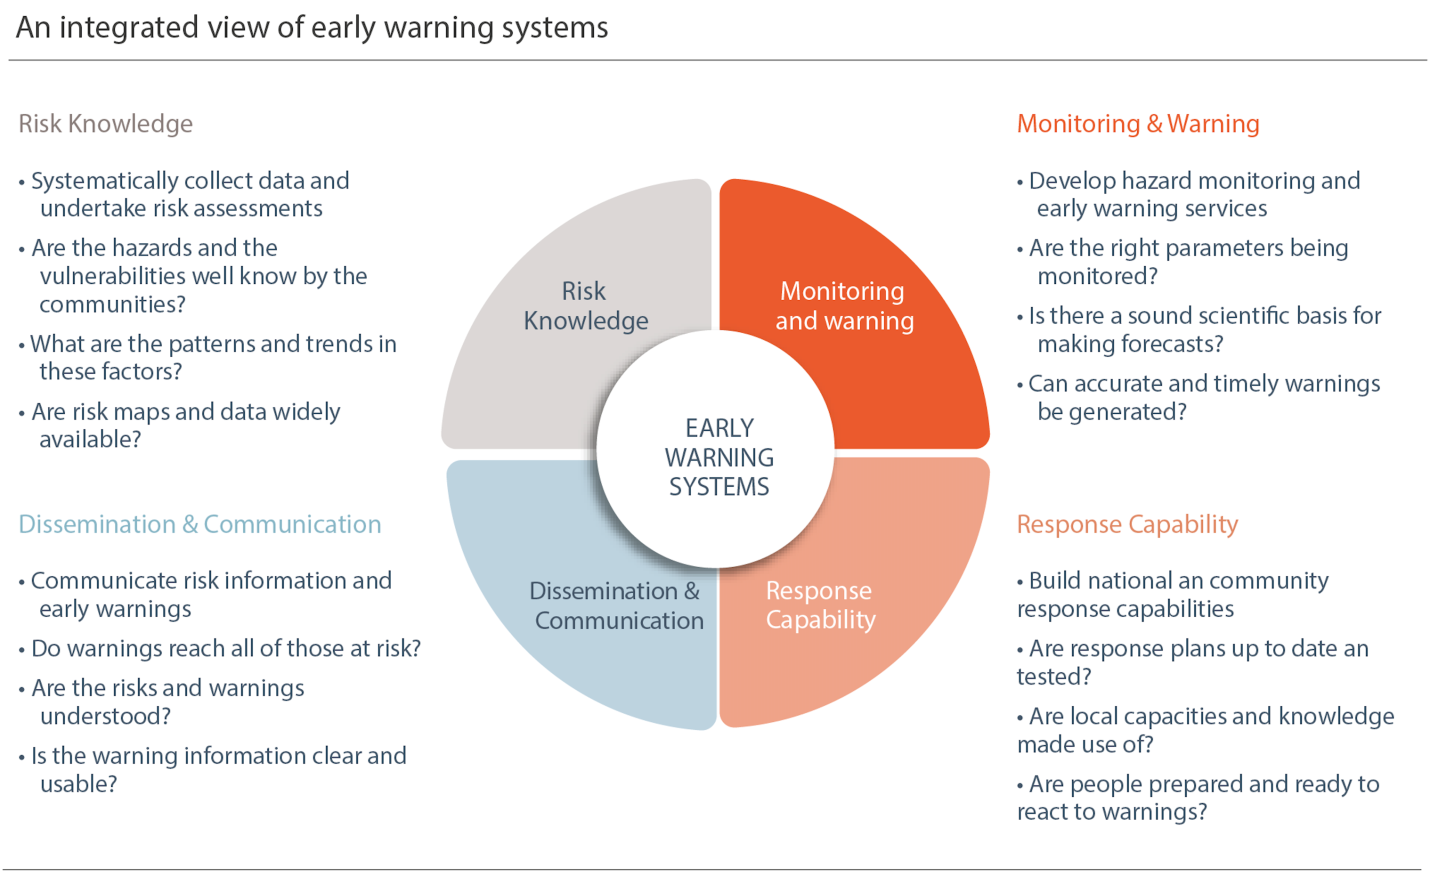 An integrated view of early warning systems
Risk Knowledge
• Systematically collect data and
undertake risk assessments
• Are the hazards and the
vulnerabilities well know by the
communities?
• What are the patterns and trends in
these factors?
• Are risk maps and data widely
available?
Dissemination & Communication
• Communicate risk information and
early warnings
• Do warnings reach all of those at risk?
• Are the risks and warnings
understood?
• Is the warning information clear and
usable?
Risk
Knowledge
Monitoring
and warning
EARLY
WARNING
SYSTEMS
Dissemination &
Communication
Response
Capability
Monitoring & Warning
• Develop hazard monitoring and
early warning services
• Are the right parameters being
monitored?
• Is there a sound scientific basis for
making forecasts?
• Can accurate and timely warnings
be generated?
Response Capability
• Build national an community
response capabilities
• Are response plans up to date an
tested?
• Are local capacities and knowledge
made use of?
• Are people prepared and ready to
react to warnings?